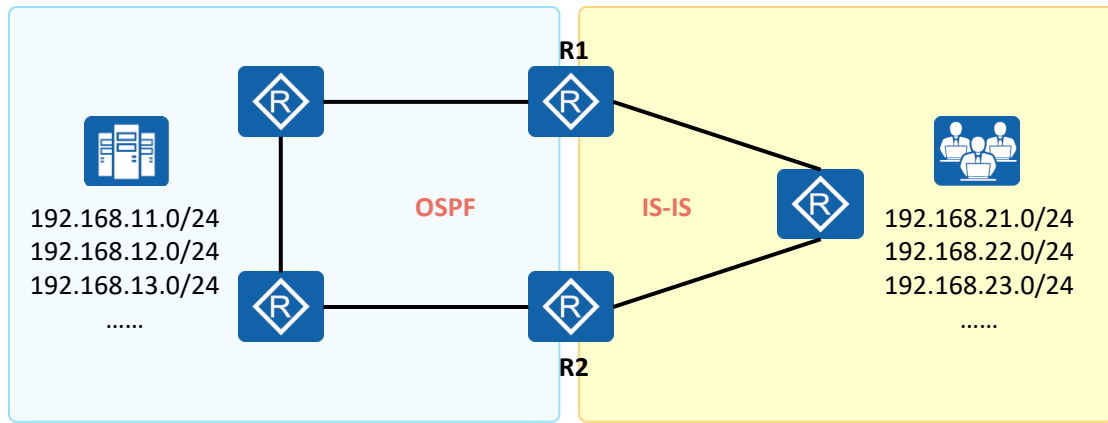 R1
R
R
192.168.11.0/24
192.168.12.0/24
192.168.13.0/24
……
OSPF
IS-IS
R
192.168.21.0/24
192.168.22.0/24
192.168.23.0/24
……
R
R
R2